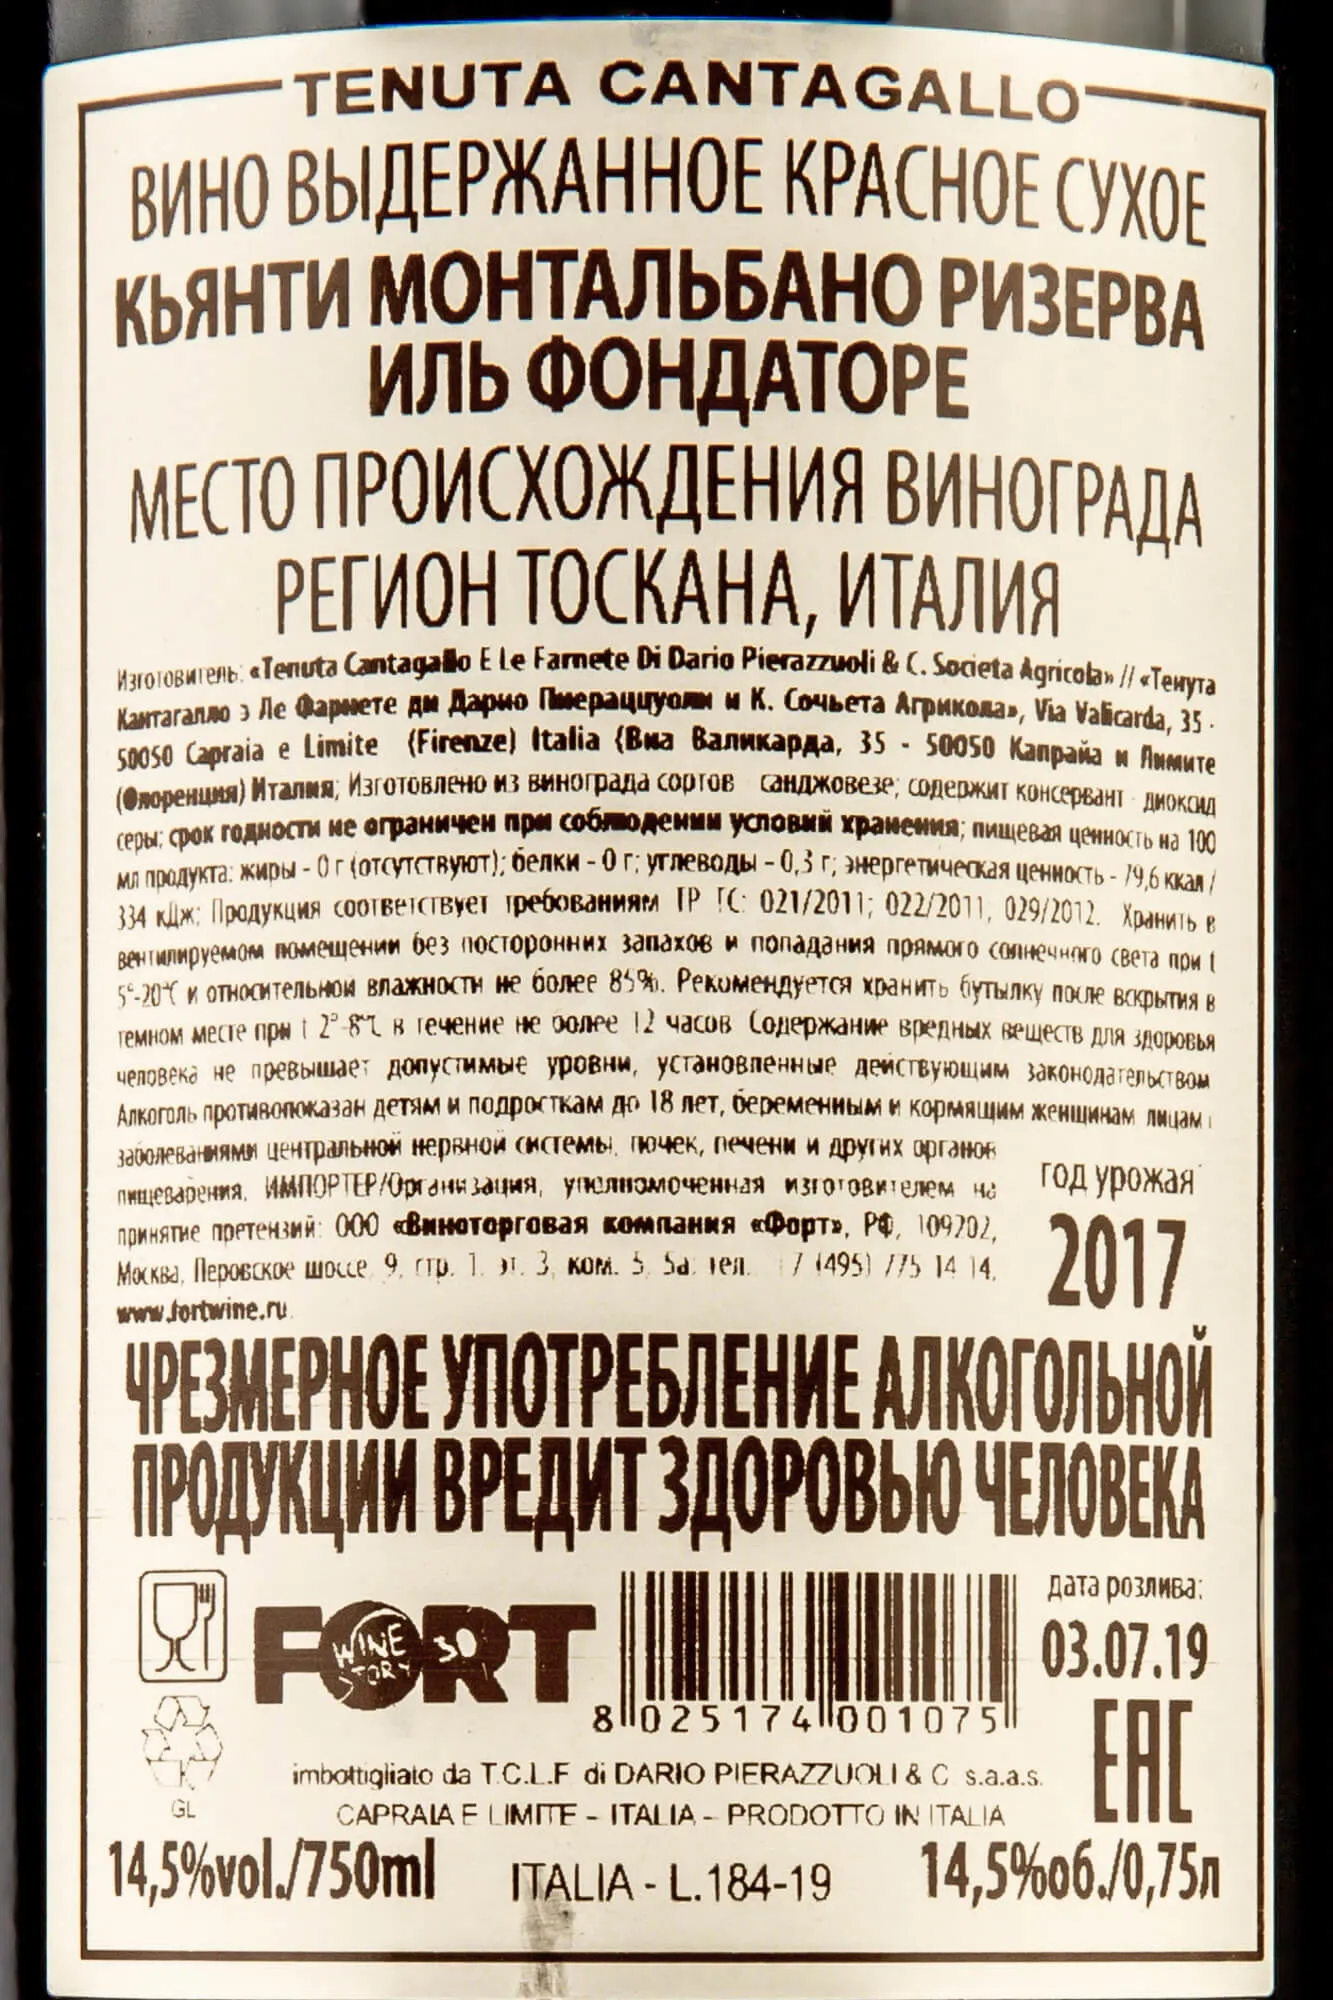 TENUTA CANTAGALLO
ВИНО ВЫДЕРЖАННОЕ КРАСНОЕ СУХОЕ
КЬЯНТИ МОНТАЛЬБАНО РИЗЕРВА
ИЛЬ ФОНДАТОРЕ
МЕСТО ПРОИСХОЖДЕНИЯ ВИНОГРАДА
РЕГИОН ТОСКАНА, ИТАЛИЯ
Изготовитель: «Tenuta Cantagallo E Le Farnete Di Dario Pierazzuoli & C. Societa Agricola» // «Тенута
Кантагалло э Ле Фарнете ди Дарио Пиераццуоли и К. Сочьета Агрикола», Via Valicarda, 35 -
50050 Capraia e Limite (Firenze) Italia (Виа Валикарда, 35 - 50050 Капрайа и Лимите
(Флоренция) Италия; Изготовлено из винограда сортов санджовезе; содержит консервант диоксид
серы; срок годности не ограничен при соблюдении условий хранения; пищевая ценность на 100
мл продукта: жиры - 0 г (отсутствуют); белки - 0 г; углеводы - 0,3 г; энергетическая ценность - 79,6 ккал /
334 кДж; Продукция соответствует требованиям ТР ТС: 021/2011; 022/2011, 029/2012. Хранить в
вентилируемом помещении без посторонних запахов и попадания прямого солнечного света при t
5°-20°C и относительной влажности не более 85%. Рекомендуется хранить бутылку после вскрытия в
темном месте при t 2°-8°C в течение не более 12 часов Содержание вредных веществ для здоровья
человека не превышает допустимые уровни, установленные действующим законодательством
Алкоголь противопоказан детям и подросткам до 18 лет, беременным и кормящим женщинам лицам с
заболеваниями центральной нервной системы, почек, печени и других органов
пищеварения. ИМПОРТЕР/Организация, уполномоченная изготовителем на
принятие претензий: ООО «Виноторговая компания «Форт», РФ, 109202,
Москва, Перовское шоссе 9, стр. 1, эт. 3, ком. 5, 5а; тел. +7 (495) 775 14 14,
www.fortwine.ru
год урожая
2017
ЧРЕЗМЕРНОЕ УПОТРЕБЛЕНИЕ АЛКОГОЛЬНОЙ
ПРОДУКЦИИ ВРЕДИТ ЗДОРОВЬЮ ЧЕЛОВЕКА
FORT
WINE 30
STORY
дата розлива:
03.07.19
8 025174 001075
EAC
GL
imbottigliato da T.C.L.F. di DARIO PIERAZZUOLI & C s.a.a.s.
CAPRAIA E LIMITE - ITALIA - PRODOTTO IN ITALIA
14,5%vol./750ml
ITALIA - L.184-19
14,5%об./0,75л